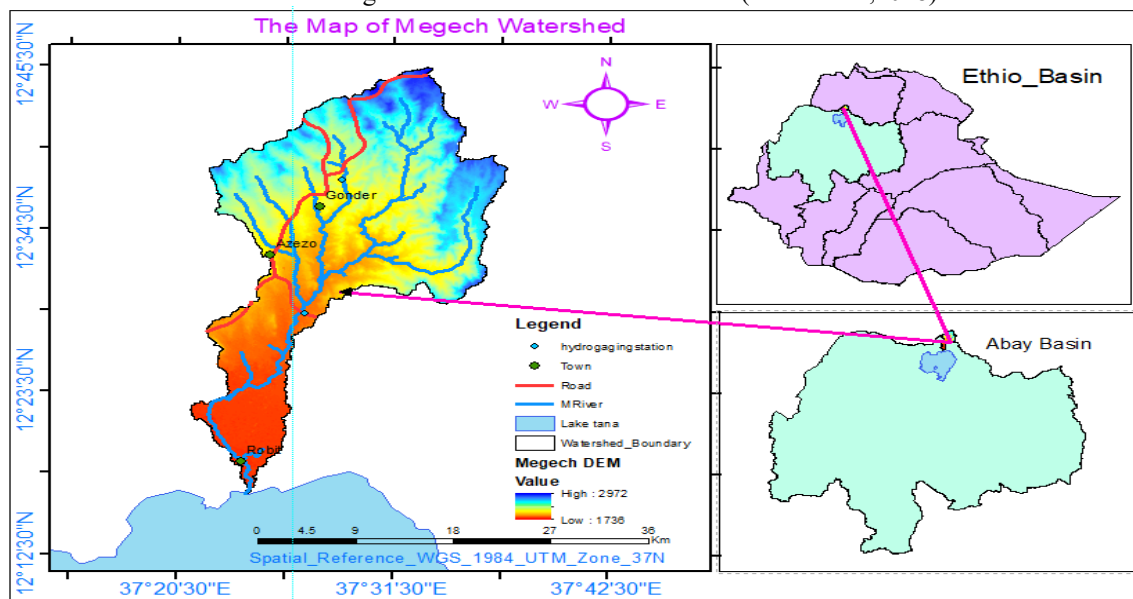 The Map of Megech Watershed
12°45'30"N
12°34'30"N
12°23'30"N
12°12'30"N
N
W
E
S
Gonder
Azezo
Robit
Legend
hydrogagingstation
Town
Road
MRiver
Lake tana
Watershed_Boundary
Megech DEM
Value
High : 2972
Low : 1736
0 4.5 9 18 27 36
Km
Spatial_Reference_WGS_1984_UTM_Zone_37N
37°20'30"E 37°31'30"E 37°42'30"E
Ethio_Basin
Abay Basin